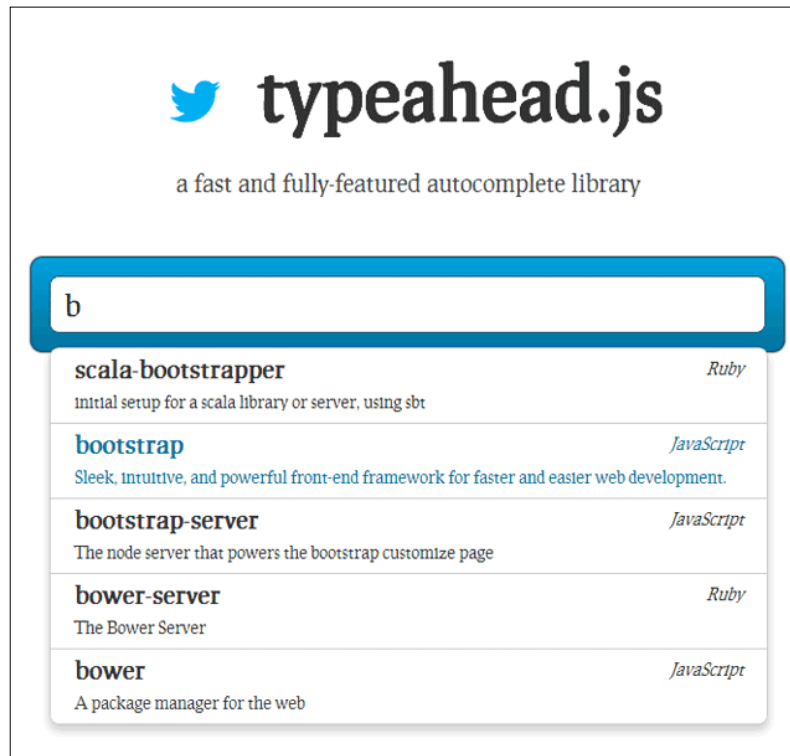 typeahead.js
a fast and fully-featured autocomplete library
b
scala-bootstrapper Ruby
initial setup for a scala library or server, using sbt
bootstrap JavaScript
Sleek, intuitive, and powerful front-end framework for faster and easier web development.
bootstrap-server JavaScript
The node server that powers the bootstrap customize page
bower-server Ruby
The Bower Server
bower JavaScript
A package manager for the web